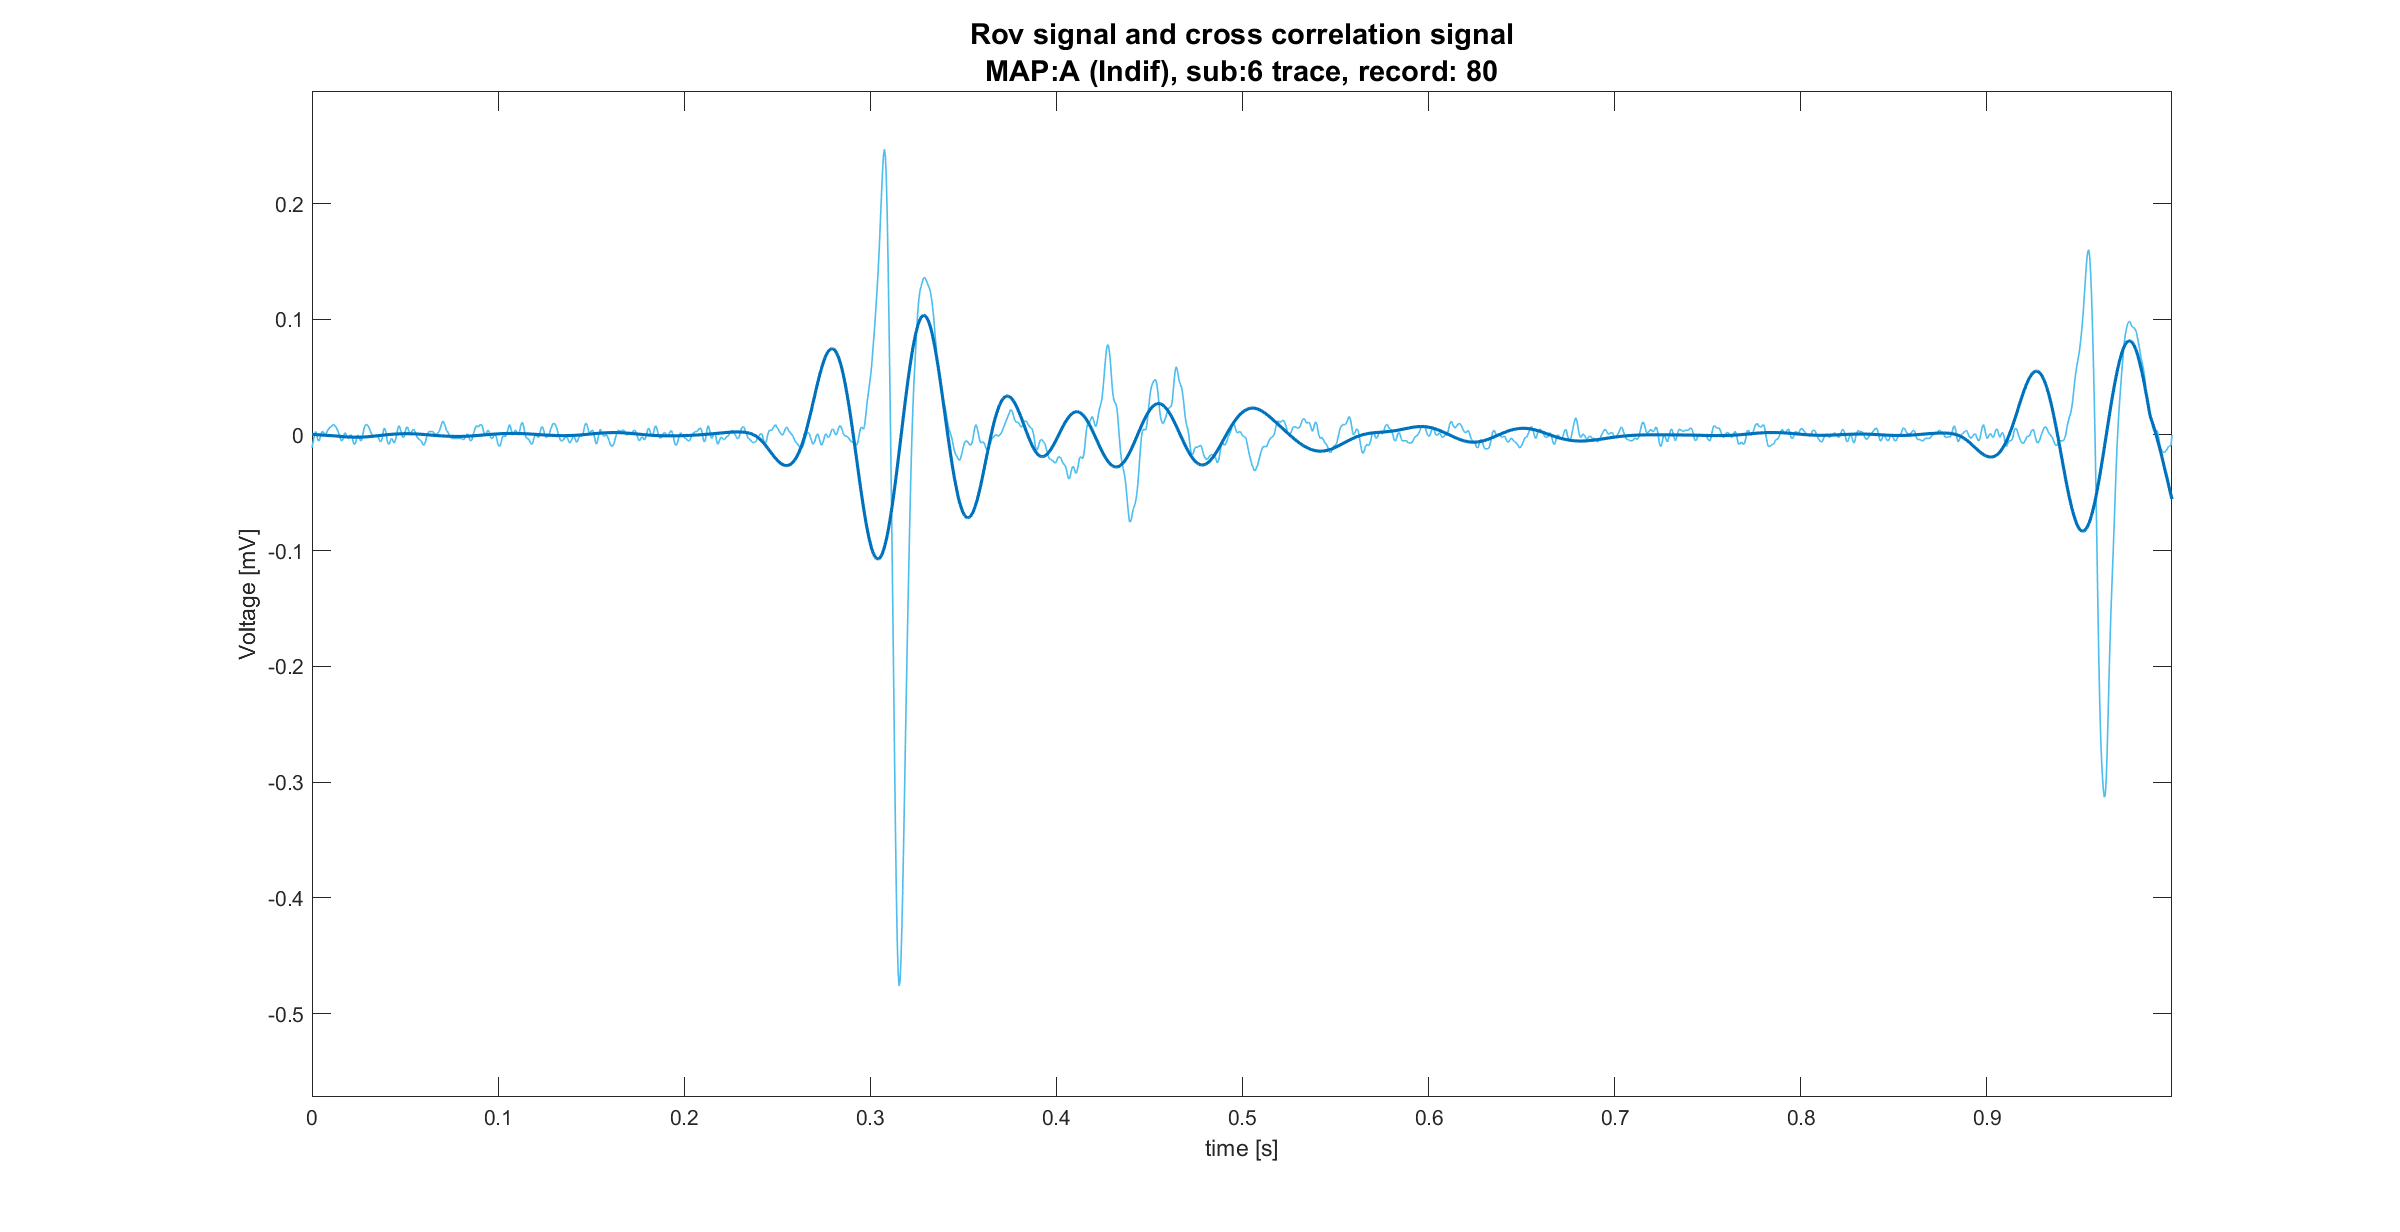 Rov signal and cross correlation signal
MAP:A (Indif), sub:6 trace, record: 80
0.2
0.1
0
-0.1
-0.2
-0.3
-0.4
-0.5
Voltage [mV]
0 0.1 0.2 0.3 0.4 0.5 0.6 0.7 0.8 0.9
time [s]